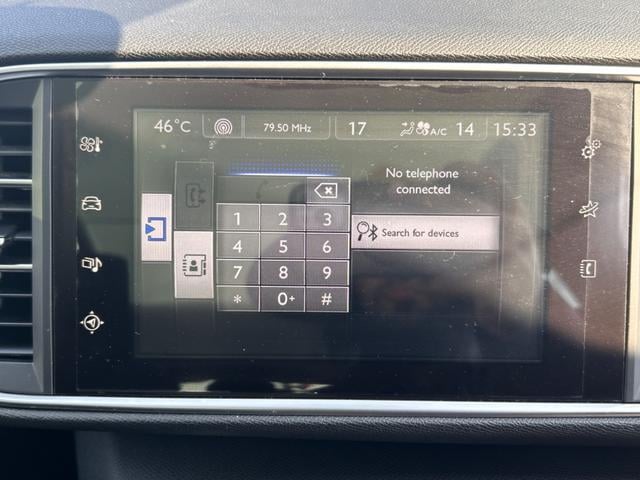 46°C
79.50 MHz
17
A/C
14
15:33
No telephone
connected
Search for devices
1 2 3
4 5 6
7 8 9
* 0+ #